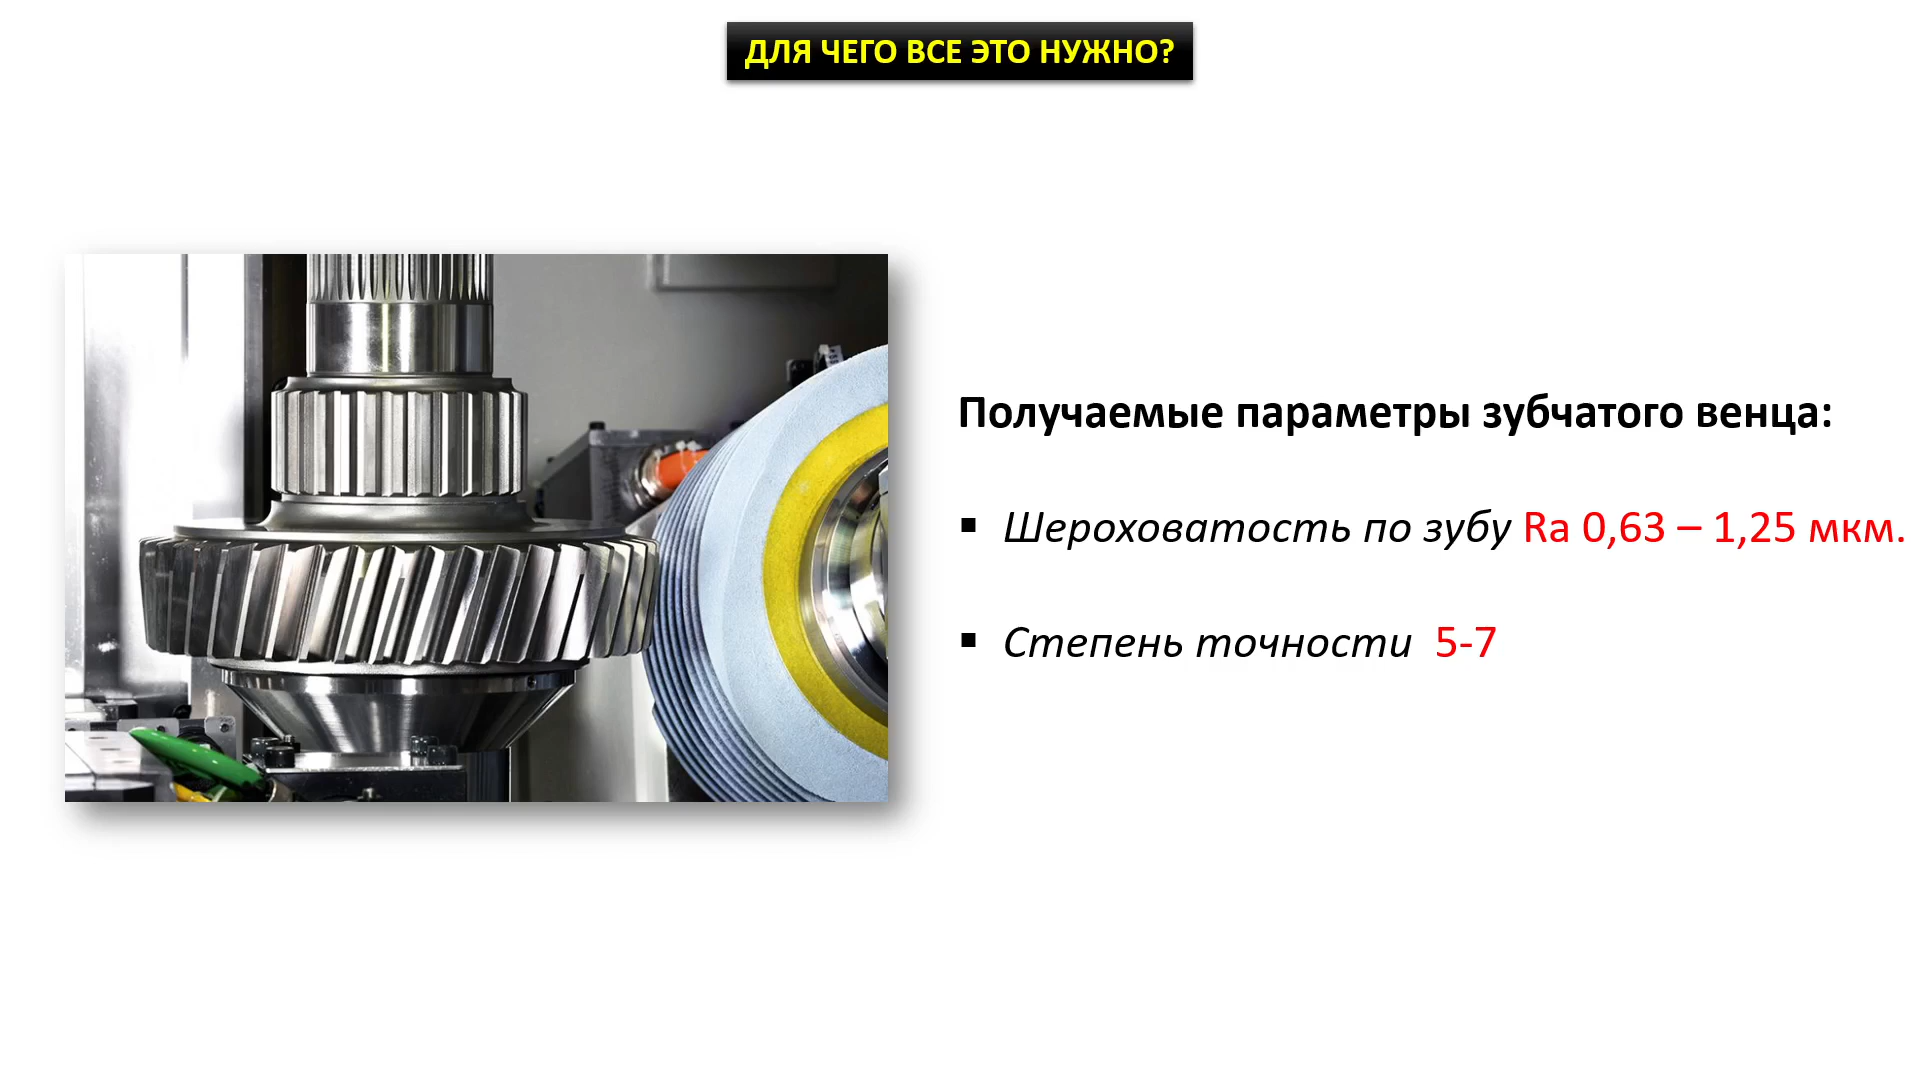 ДЛЯ ЧЕГО ВСЕ ЭТО НУЖНО?
Получаемые параметры зубчатого венца:
▪ Шероховатость по зубу Ra 0,63 – 1,25 мкм.
▪ Степень точности 5-7